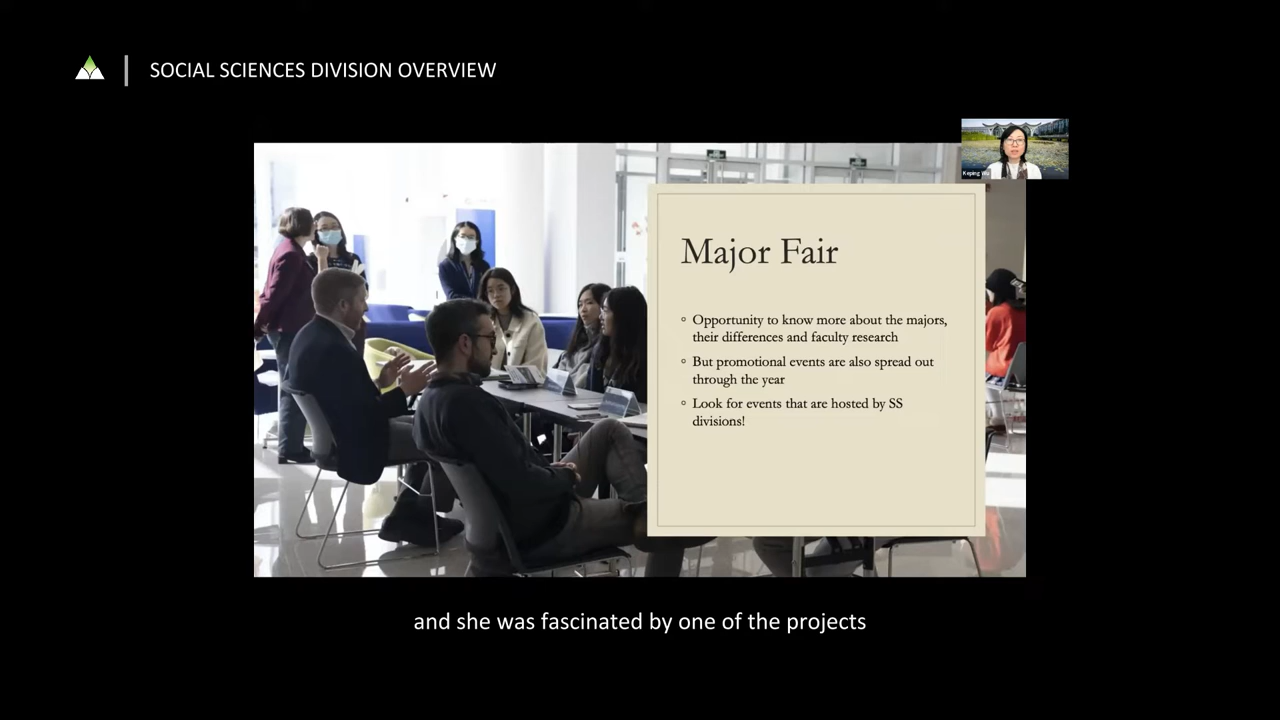 SOCIAL SCIENCES DIVISION OVERVIEW
Keping Wu
Major Fair
◦ Opportunity to know more about the majors,
their differences and faculty research
◦ But promotional events are also spread out
through the year
◦ Look for events that are hosted by SS
divisions!
and she was fascinated by one of the projects